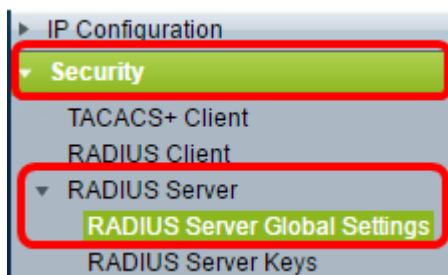 IP Configuration
Security
TACACS+ Client
RADIUS Client
RADIUS Server
RADIUS Server Global Settings
RADIUS Server Keys